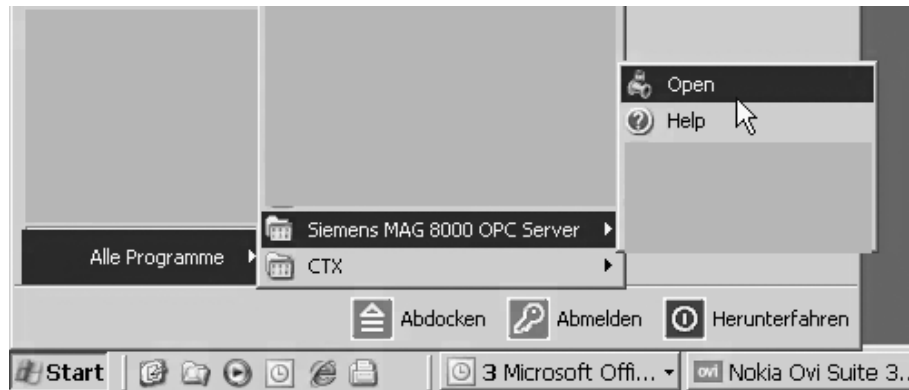 Open
Help
Siemens MAG 8000 OPC Server
Alle Programme
CTX
Abdocken
Abmelden
Herunterfahren
Start
3 Microsoft Offi...
ovi Nokia Ovi Suite 3..